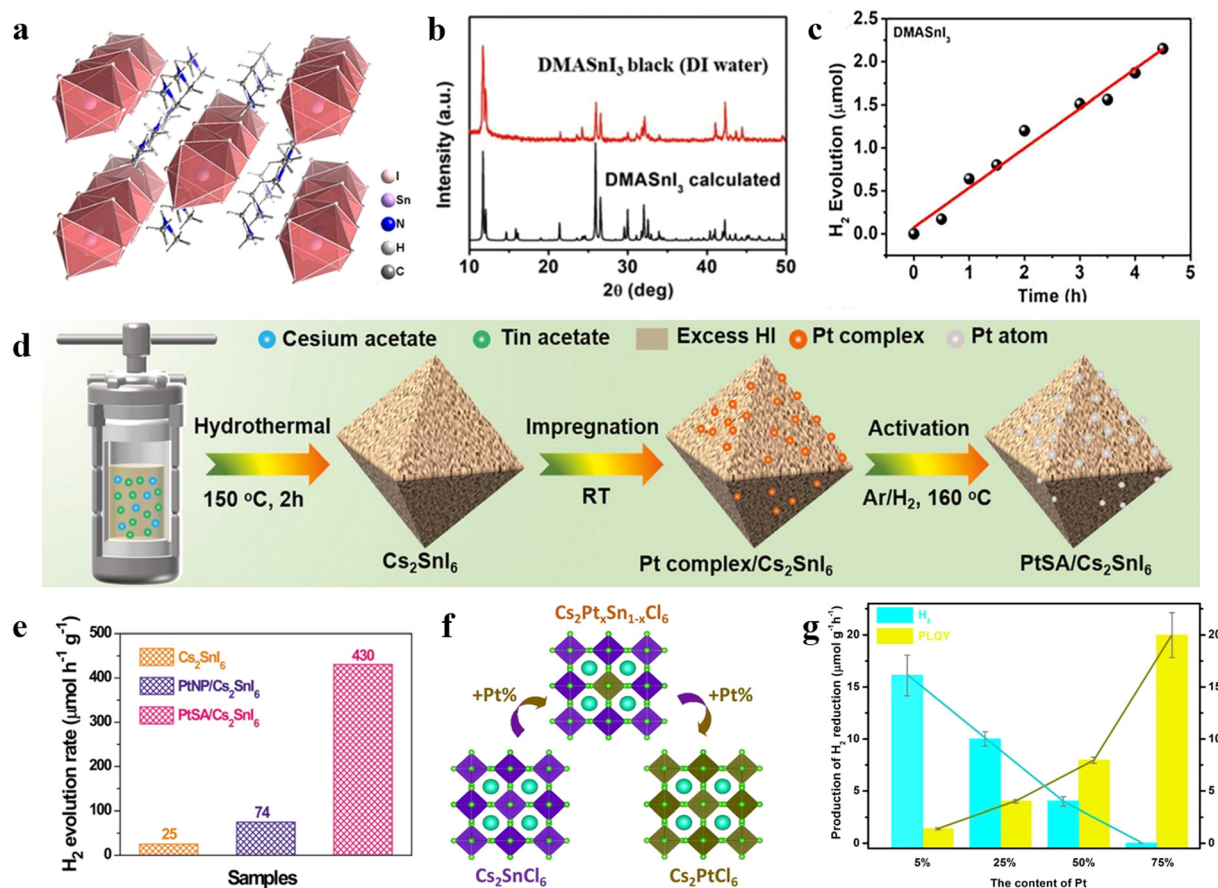 a
I
Sn
N
H
C
b
DMASnI₃ black (DI water)
DMASnI₃ calculated
Intensity (a.u.)
10 20 30 40 50
2θ (deg)
c
DMASnI₃
H₂ Evolution (μmol)
2.5
2.0
1.5
1.0
0.5
0.0
0 1 2 3 4 5
Time (h)
d
Cesium acetate Tin acetate Excess HI Pt complex Pt atom
Hydrothermal
150 °C, 2h
Cs₂SnI₆
Impregnation
RT
Pt complex/Cs₂SnI₆
Activation
Ar/H₂, 160 °C
PtSA/Cs₂SnI₆
e
H₂ evolution rate (μmol h⁻¹ g⁻¹)
500
400
300
200
100
0
Cs₂SnI₆
PtNP/Cs₂SnI₆
PtSA/Cs₂SnI₆
25
74
430
Samples
f
Cs₂PtₓSn₁₋ₓCl₆
+Pt%
+Pt%
Cs₂SnCl₆
Cs₂PtCl₆
g
H₂
PLQY
Production of H₂ reduction (μmol g⁻¹h⁻¹)
20
15
10
5
0
20
15
10
5
0
5% 25% 50% 75%
The content of Pt